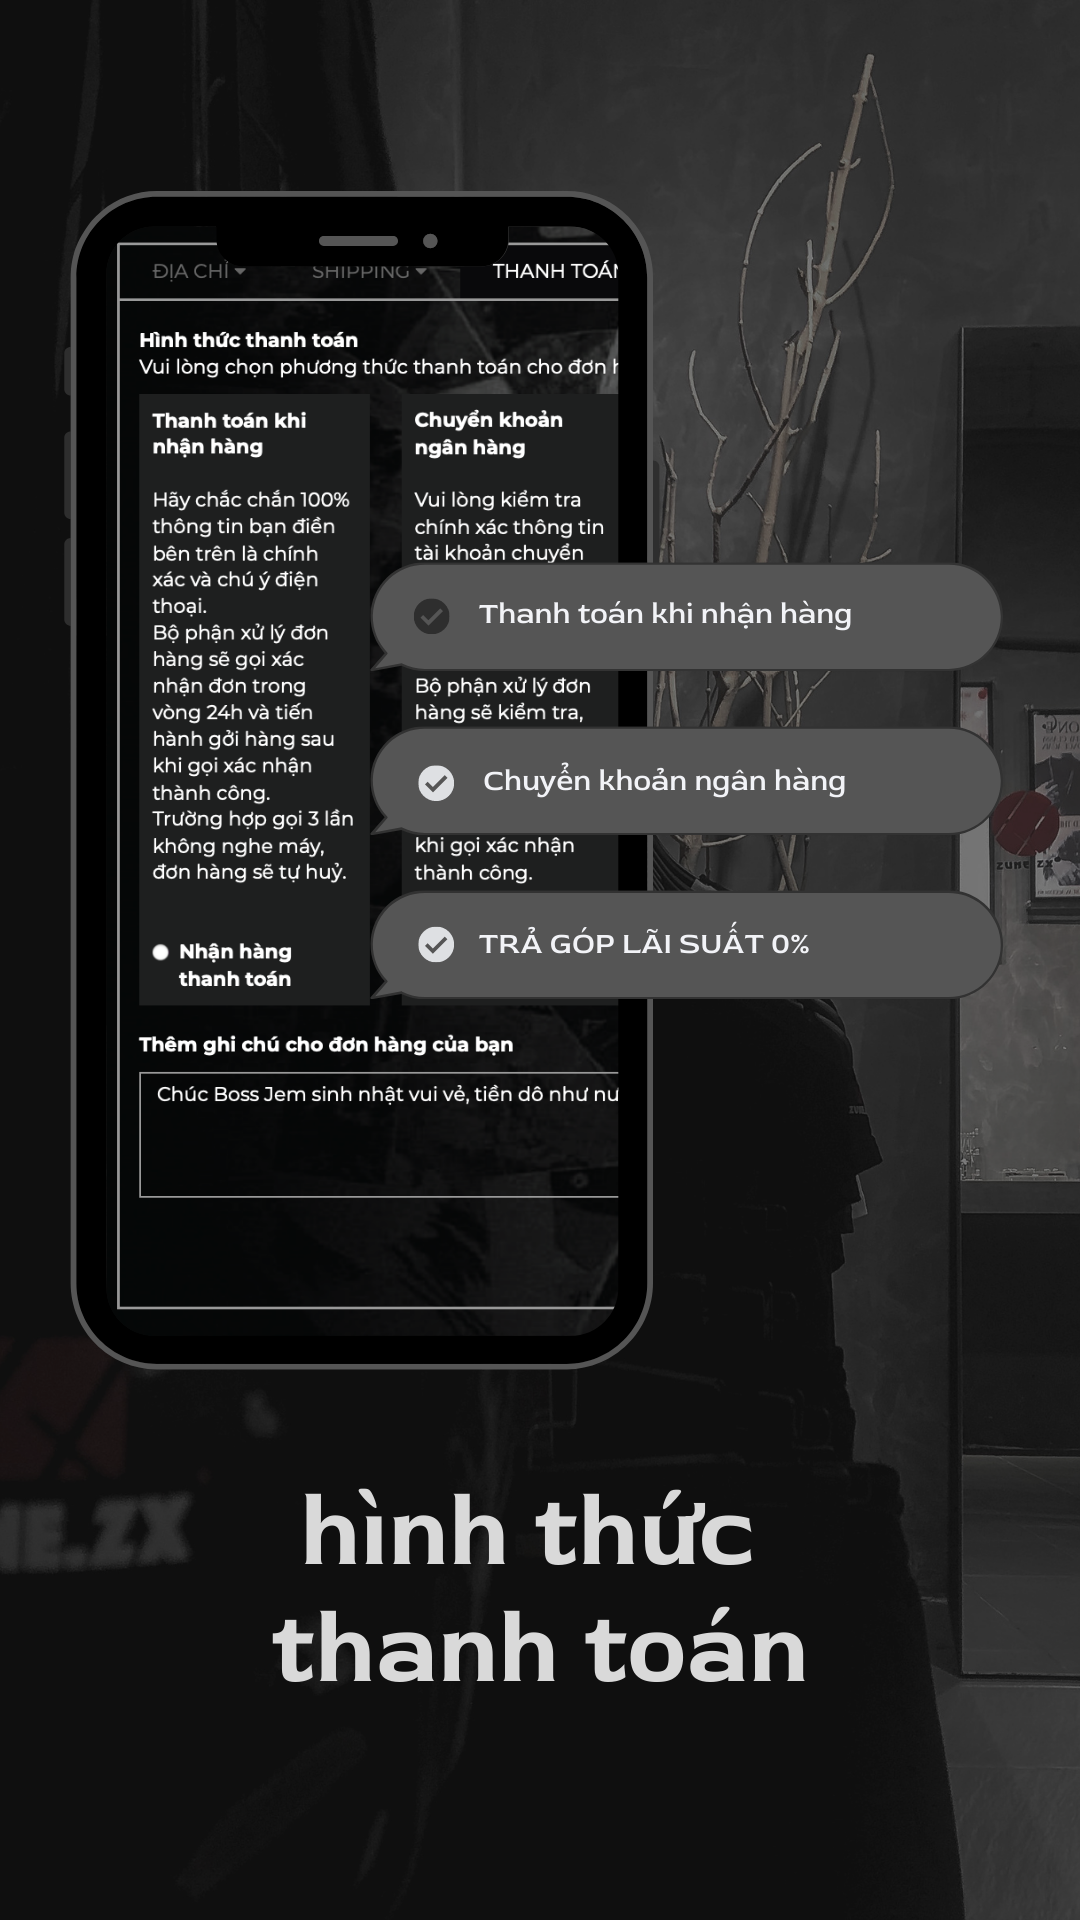 ĐỊA CHỈ
SHIPPING
THANH TOÁN
Hình thức thanh toán
Vui lòng chọn phương thức thanh toán cho đơn
Thanh toán khi
nhận hàng
Hãy chắc chắn 100%
thông tin bạn điền
bên trên là chính
xác và chú ý điện
thoại.
Bộ phận xử lý đơn
hàng sẽ gọi xác
nhận đơn trong
vòng 24h và tiến
hành gởi hàng sau
khi gọi xác nhận
thành công.
Trường hợp gọi 3 lần
không nghe máy,
đơn hàng sẽ tự huỷ.
Nhận hàng
thanh toán
Chuyển khoản
ngân hàng
Vui lòng kiểm tra
chính xác thông tin
tài khoản chuyển
Bộ phận xử lý đơn
hàng sẽ kiểm tra,
khi gọi xác nhận
thành công.
Thanh toán khi nhận hàng
Chuyển khoản ngân hàng
TRẢ GÓP LÃI SUẤT 0%
Thêm ghi chú cho đơn hàng của bạn
Chúc Boss Jem sinh nhật vui vẻ, tiền dô như
ZUNE.ZX
NE.ZX
hình thức
thanh toán